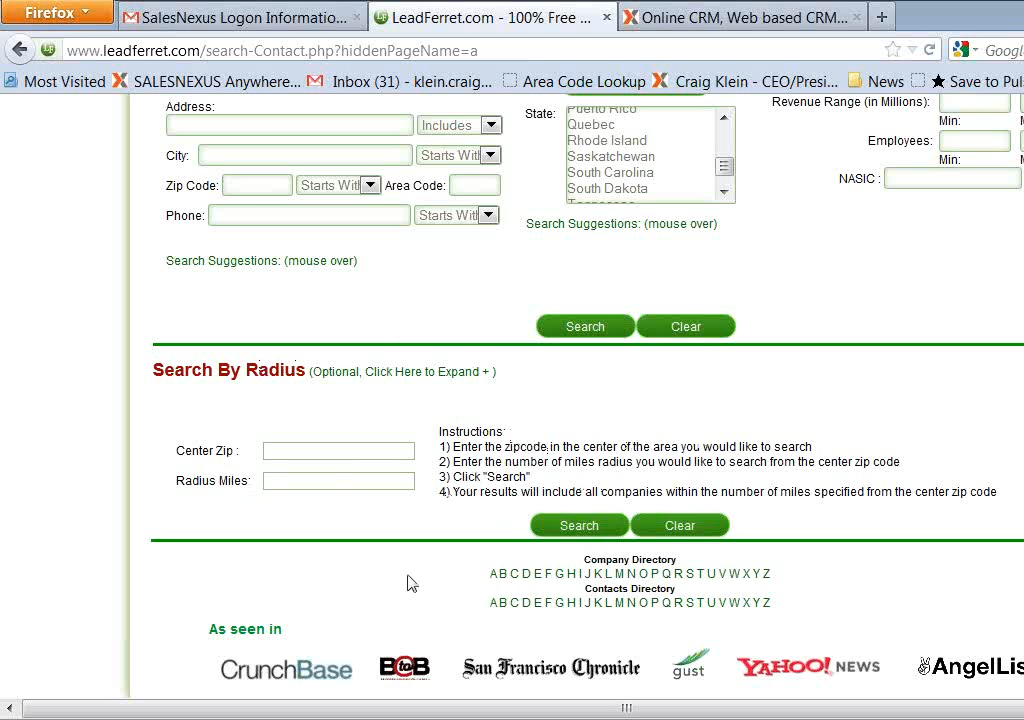 Firefox
SalesNexus Logon Informatio...
LeadFerret.com - 100% Free ...
Online CRM, Web based CRM...
www.leadferret.com/search-Contact.php?hiddenPageName=a
Googl
Most Visited
SALESNEXUS Anywhere...
Inbox (31) - klein.craig...
Area Code Lookup
Craig Klein - CEO/Presi...
News
Save to Pul
Address:
Includes
State:
Puerto Rico
Quebec
Rhode Island
Saskatchewan
South Carolina
South Dakota
Tennessee
Revenue Range (in Millions):
Min:
M
Employees:
Min:
M
NASIC :
City:
Starts Wit
Zip Code:
Starts Wit
Area Code:
Phone:
Starts Wit
Search Suggestions: (mouse over)
Search Suggestions: (mouse over)
Search
Clear
Search By Radius (Optional, Click Here to Expand + )
Center Zip :
Radius Miles:
Instructions:
1) Enter the zipcode in the center of the area you would like to search
2) Enter the number of miles radius you would like to search from the center zip code
3) Click "Search"
4) Your results will include all companies within the number of miles specified from the center zip code
Search
Clear
Company Directory
A B C D E F G H I J K L M N O P Q R S T U V W X Y Z
Contacts Directory
A B C D E F G H I J K L M N O P Q R S T U V W X Y Z
As seen in
CrunchBase
BtoB
San Francisco Chronicle
gust
YAHOO! NEWS
AngelLis